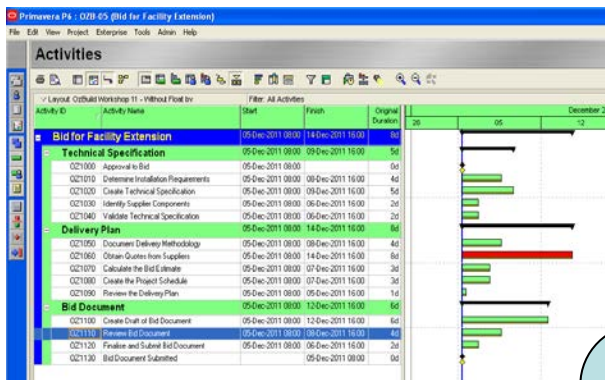 Primavera P6 : OZB-05 (Bid for Facility Extension)
File Edit View Project Enterprise Tools Admin Help
Activities
Layout: OzBuild Workshop 11 - Without Float bv Filter: All Activities
Activity ID Activity Name Start Finish Original Duration
26 05 12
Bid for Facility Extension 05-Dec-2011 08:00 14-Dec-2011 16:00 8d
Technical Specification 05-Dec-2011 08:00 09-Dec-2011 16:00 5d
OZ1000 Approval to Bid 05-Dec-2011 08:00 0d
OZ1010 Determine Installation Requirements 05-Dec-2011 08:00 08-Dec-2011 16:00 4d
OZ1020 Create Technical Specification 05-Dec-2011 08:00 09-Dec-2011 16:00 5d
OZ1030 Identify Supplier Components 05-Dec-2011 08:00 06-Dec-2011 16:00 2d
OZ1040 Validate Technical Specification 05-Dec-2011 08:00 06-Dec-2011 16:00 2d
Delivery Plan 05-Dec-2011 08:00 14-Dec-2011 16:00 8d
OZ1050 Document Delivery Methodology 05-Dec-2011 08:00 08-Dec-2011 16:00 4d
OZ1060 Obtain Quotes from Suppliers 05-Dec-2011 08:00 14-Dec-2011 16:00 8d
OZ1070 Calculate the Bid Estimate 05-Dec-2011 08:00 07-Dec-2011 16:00 3d
OZ1080 Create the Project Schedule 05-Dec-2011 08:00 07-Dec-2011 16:00 3d
OZ1090 Review the Delivery Plan 05-Dec-2011 08:00 05-Dec-2011 16:00 1d
Bid Document 05-Dec-2011 08:00 12-Dec-2011 16:00 6d
OZ1100 Create Draft of Bid Document 05-Dec-2011 08:00 12-Dec-2011 16:00 6d
OZ1110 Review Bid Document 05-Dec-2011 08:00 08-Dec-2011 16:00 4d
OZ1120 Finalise and Submit Bid Document 05-Dec-2011 08:00 06-Dec-2011 16:00 2d
OZ1130 Bid Document Submitted 05-Dec-2011 08:00 0d